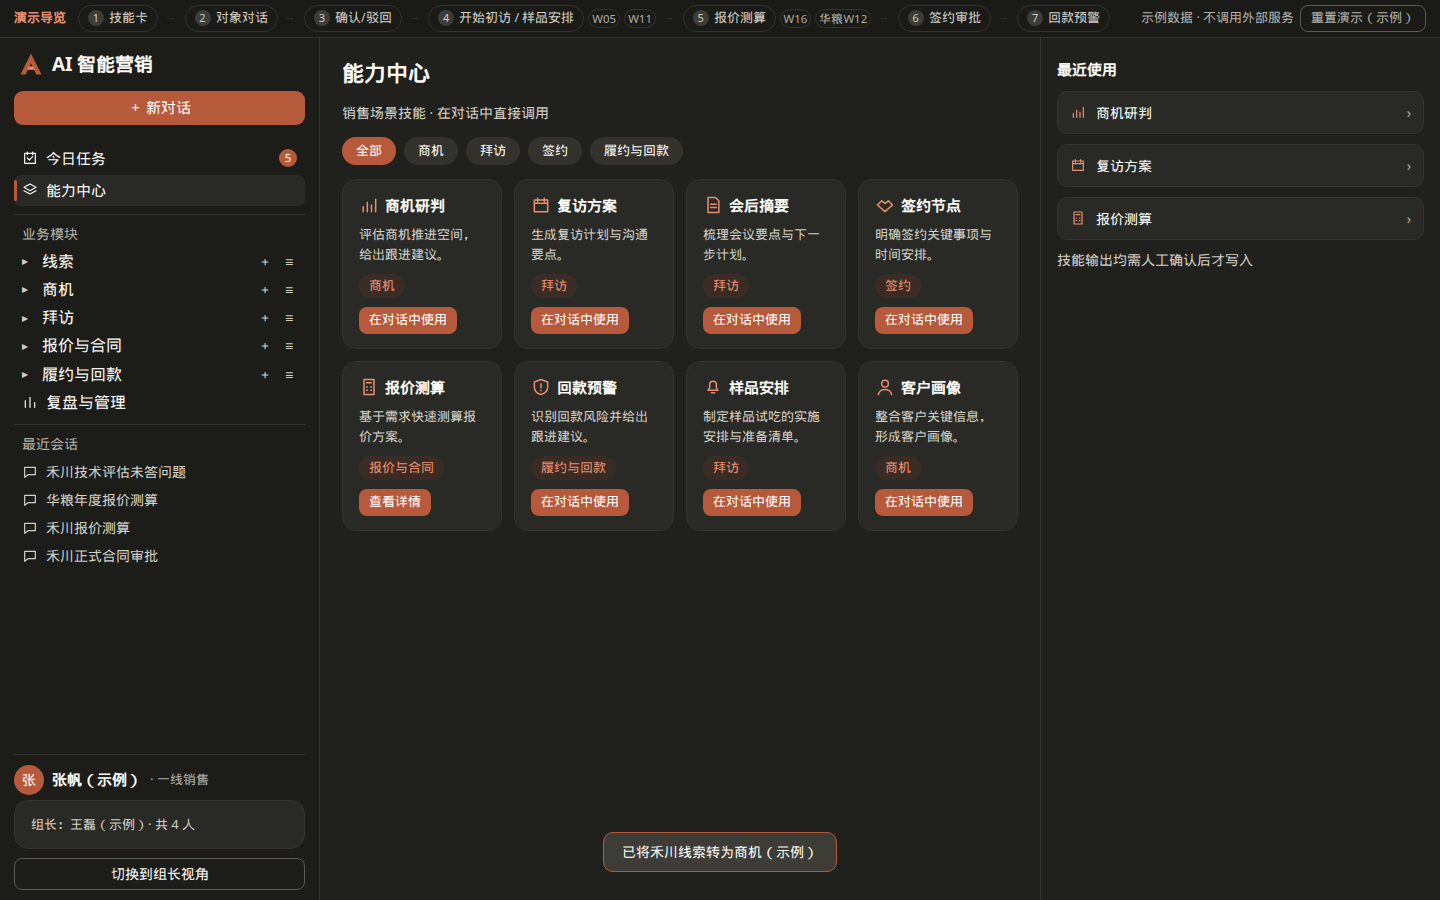 演示导览 1 技能卡 → 2 对象对话 → 3 确认/驳回 → 4 开始初访 / 样品安排 W05 W11 → 5 报价测算 W16 华粮W12 → 6 签约审批 → 7 回款预警 示例数据 · 不调用外部服务 重置演示（示例）
AI 智能营销
+ 新对话
今日任务 5
能力中心
业务模块
▸ 线索 + ≡
▸ 商机 + ≡
▸ 拜访 + ≡
▸ 报价与合同 + ≡
▸ 履约与回款 + ≡
复盘与管理
最近会话
禾川技术评估未答问题
华粮年度报价测算
禾川报价测算
禾川正式合同审批
张 张帆（示例） · 一线销售
组长：王磊（示例）· 共 4 人
切换到组长视角
能力中心
销售场景技能 · 在对话中直接调用
全部 商机 拜访 签约 履约与回款
商机研判
评估商机推进空间，
给出跟进建议。
商机
在对话中使用
复访方案
生成复访计划与沟通
要点。
拜访
在对话中使用
会后摘要
梳理会议要点与下一
步计划。
拜访
在对话中使用
签约节点
明确签约关键事项与
时间安排。
签约
在对话中使用
报价测算
基于需求快速测算报
价方案。
报价与合同
查看详情
回款预警
识别回款风险并给出
跟进建议。
履约与回款
在对话中使用
样品安排
制定样品试吃的实施
安排与准备清单。
拜访
在对话中使用
客户画像
整合客户关键信息，
形成客户画像。
商机
在对话中使用
已将禾川线索转为商机（示例）
最近使用
商机研判 ›
复访方案 ›
报价测算 ›
技能输出均需人工确认后才写入